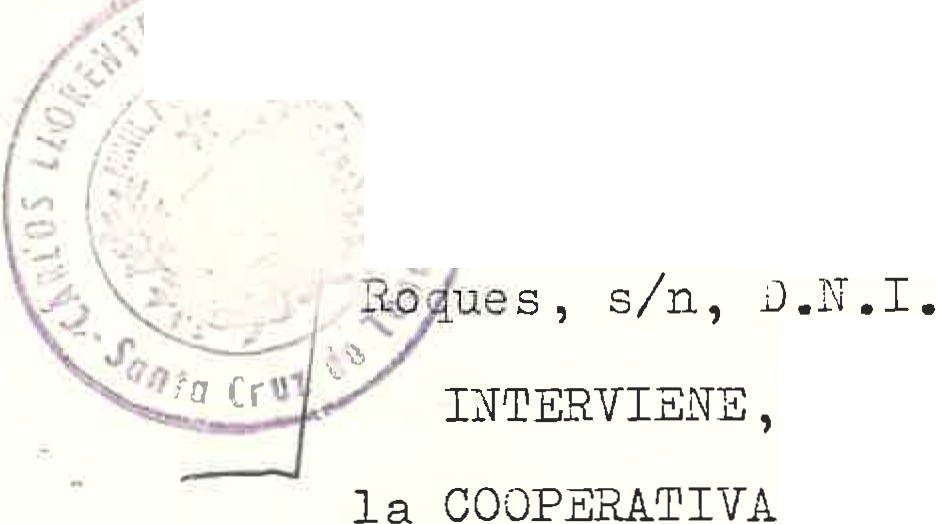 CARLOS LLORENTE
Santa Cruz de
Roques, s/n, D.N.I.
INTERVIENE,
la COOPERATIVA